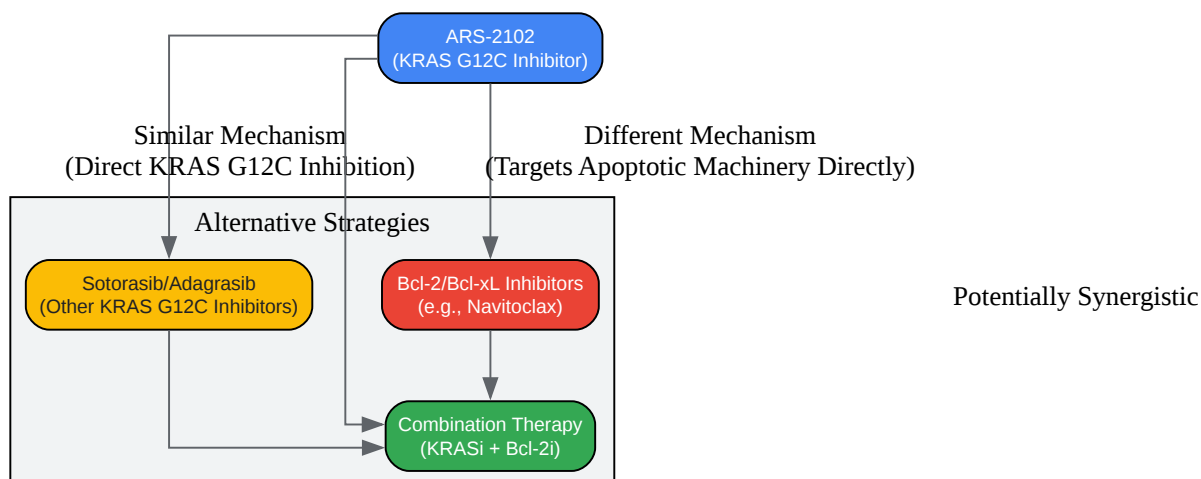 ARS-2102
(KRAS G12C Inhibitor)
Similar Mechanism
(Direct KRAS G12C Inhibition)
Different Mechanism
(Targets Apoptotic Machinery Directly)
Alternative Strategies
Sotorasib/Adagrasib
(Other KRAS G12C Inhibitors)
Bcl-2/Bcl-xL Inhibitors
(e.g., Navitoclax)
Potentially Synergistic
Combination Therapy
(KRASi + Bcl-2i)